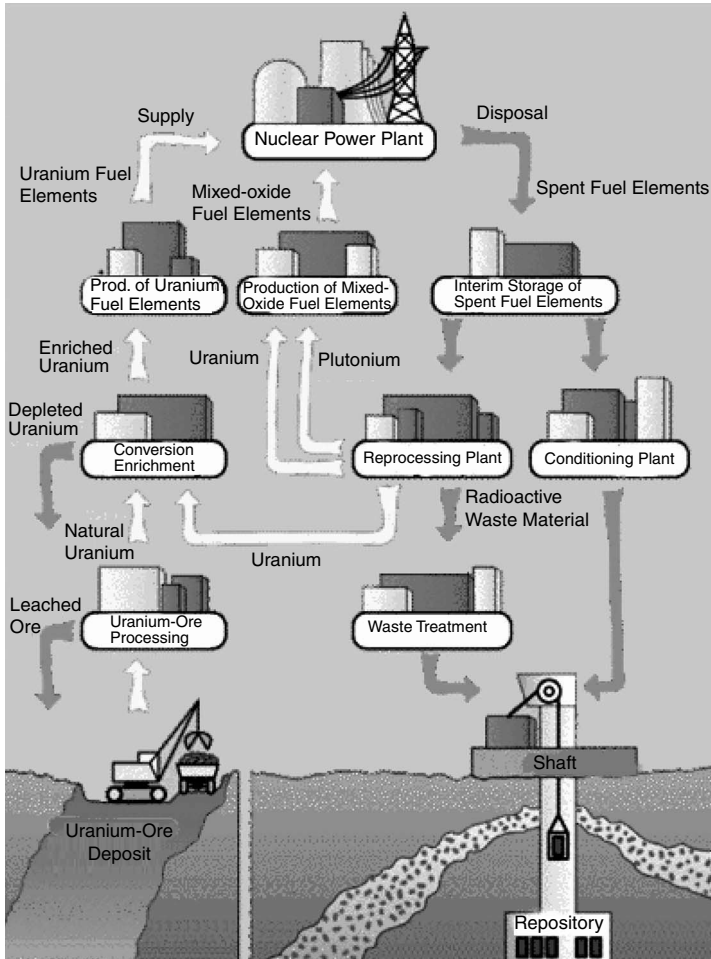 Supply
Disposal
Nuclear Power Plant
Uranium Fuel
Elements
Mixed-oxide
Fuel Elements
Spent Fuel Elements
Prod. of Uranium
Fuel Elements
Production of Mixed-
Oxide Fuel Elements
Interim Storage of
Spent Fuel Elements
Enriched
Uranium
Uranium
Plutonium
Depleted
Uranium
Conversion
Enrichment
Reprocessing Plant
Conditioning Plant
Radioactive
Waste Material
Natural
Uranium
Uranium
Leached
Ore
Uranium-Ore
Processing
Waste Treatment
Shaft
Uranium-Ore
Deposit
Repository